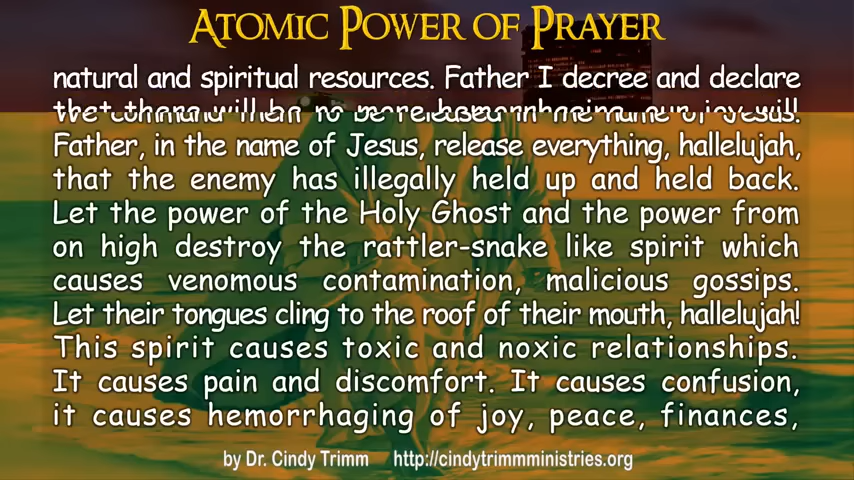 Atomic Power of Prayer
natural and spiritual resources. Father I decree and declare
Father, in the name of Jesus, release everything, hallelujah,
that the enemy has illegally held up and held back.
Let the power of the Holy Ghost and the power from
on high destroy the rattler-snake like spirit which
causes venomous contamination, malicious gossips.
Let their tongues cling to the roof of their mouth, hallelujah!
This spirit causes toxic and noxic relationships.
It causes pain and discomfort. It causes confusion,
it causes hemorrhaging of joy, peace, finances,
by Dr. Cindy Trimm http://cindytrimmministries.org